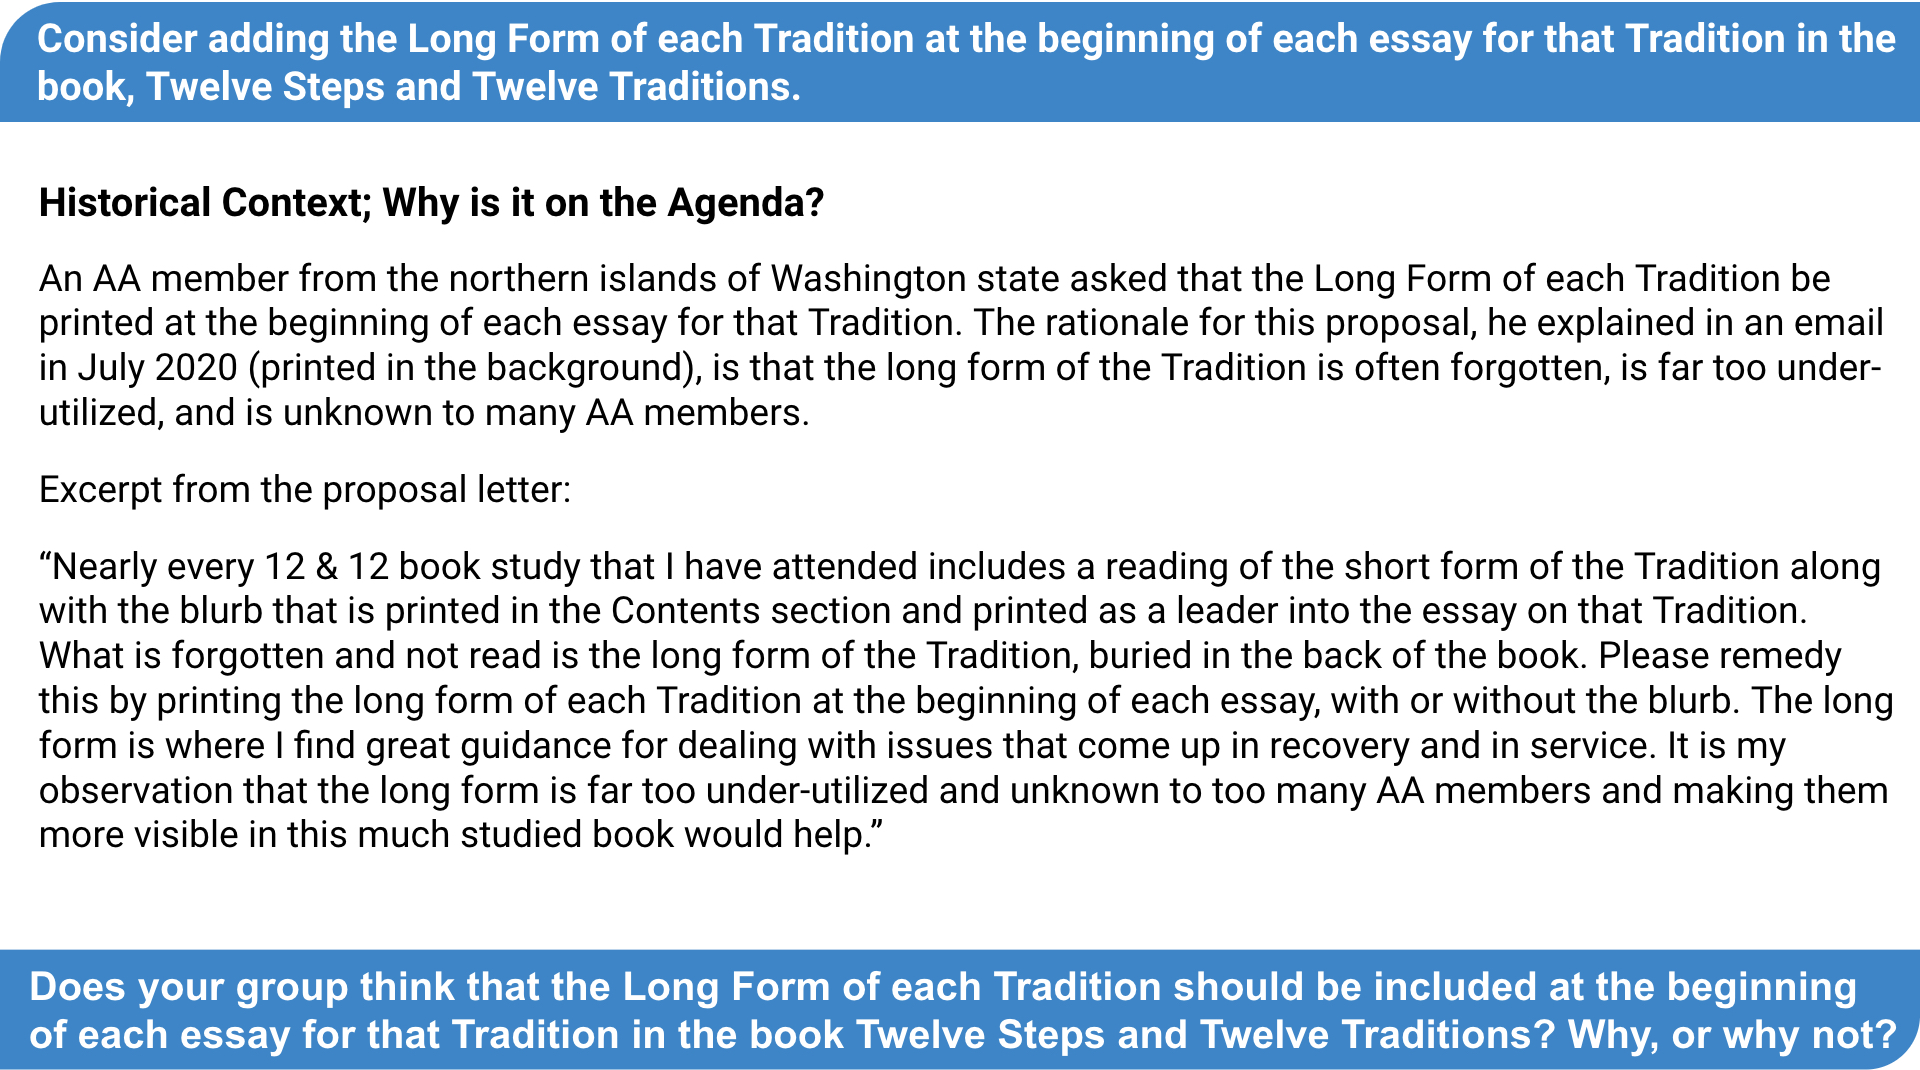 Consider adding the Long Form of each Tradition at the beginning of each essay for that Tradition in the
book, Twelve Steps and Twelve Traditions.
Historical Context; Why is it on the Agenda?
An AA member from the northern islands of Washington state asked that the Long Form of each Tradition be
printed at the beginning of each essay for that Tradition. The rationale for this proposal, he explained in an email
in July 2020 (printed in the background), is that the long form of the Tradition is often forgotten, is far too under-
utilized, and is unknown to many AA members.
Excerpt from the proposal letter:
“Nearly every 12 & 12 book study that I have attended includes a reading of the short form of the Tradition along
with the blurb that is printed in the Contents section and printed as a leader into the essay on that Tradition.
What is forgotten and not read is the long form of the Tradition, buried in the back of the book. Please remedy
this by printing the long form of each Tradition at the beginning of each essay, with or without the blurb. The long
form is where I find great guidance for dealing with issues that come up in recovery and in service. It is my
observation that the long form is far too under-utilized and unknown to too many AA members and making them
more visible in this much studied book would help.”
Does your group think that the Long Form of each Tradition should be included at the beginning
of each essay for that Tradition in the book Twelve Steps and Twelve Traditions? Why, or why not?